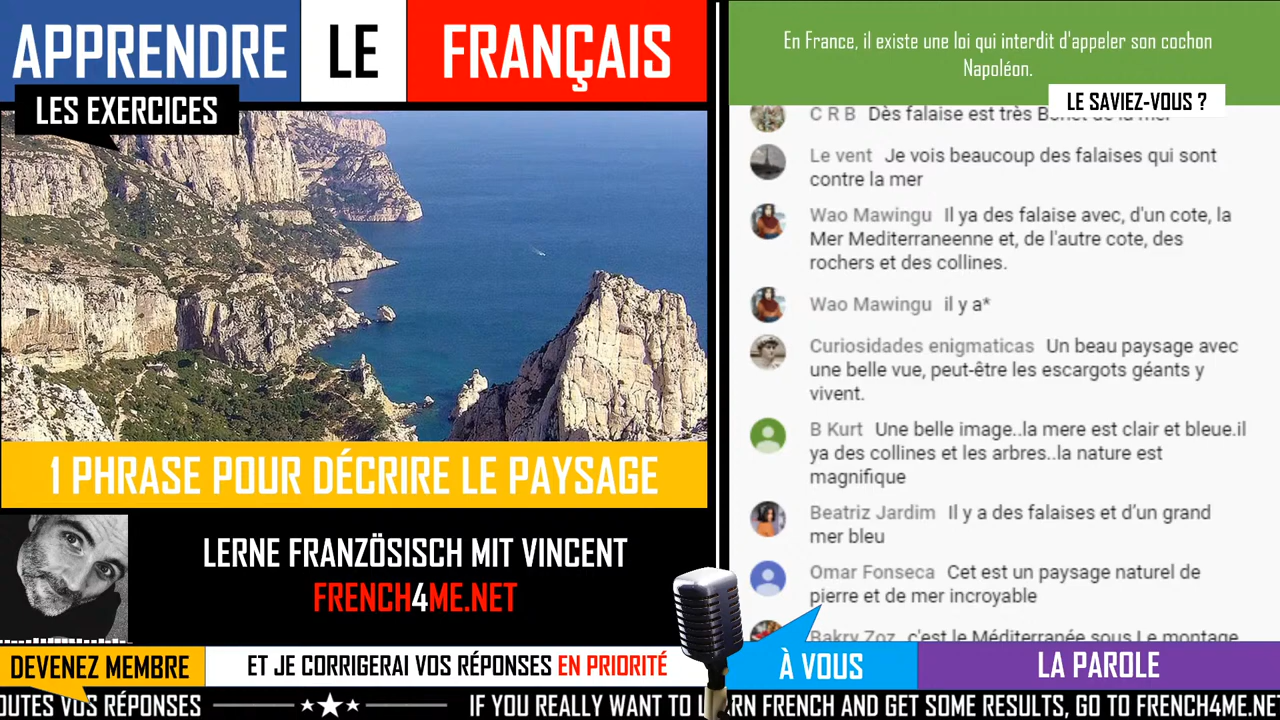 APPRENDRE LE FRANÇAIS
LES EXERCICES
1 PHRASE POUR DÉCRIRE LE PAYSAGE
LERNE FRANZÖSISCH MIT VINCENT
FRENCH4ME.NET
DEVENEZ MEMBRE
ET JE CORRIGERAI VOS RÉPONSES EN PRIORITÉ
En France, il existe une loi qui interdit d'appeler son cochon
Napoléon.
LE SAVIEZ-VOUS ?
C R B Dès falaise est très de la mer
Le vent Je vois beaucoup des falaises qui sont
contre la mer
Wao Mawingu Il ya des falaise avec, d'un cote, la
Mer Mediterraneenne et, de l'autre cote, des
rochers et des collines.
Wao Mawingu il y a*
Curiosidades enigmaticas Un beau paysage avec
une belle vue, peut-être les escargots géants y
vivent.
B Kurt Une belle image..la mere est clair et bleue.il
ya des collines et les arbres..la nature est
magnifique
Beatriz Jardim Il y a des falaises et d'un grand
mer bleu
Omar Fonseca Cet est un paysage naturel de
pierre et de mer incroyable
Bakry Zoz c'est le Méditerranée sous Le montage
À VOUS
LA PAROLE
OUTES VOS RÉPONSES IF YOU REALLY WANT TO L RN FRENCH AND GET SOME RESULTS, GO TO FRENCH4ME.NE